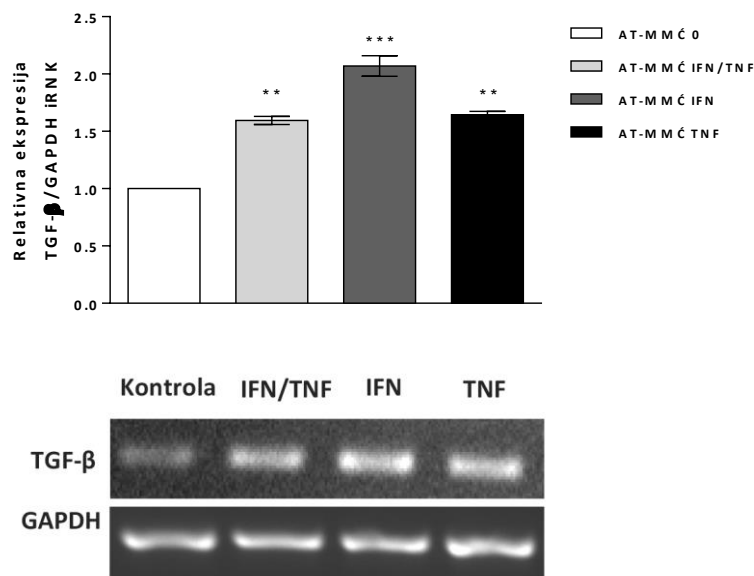 Relativna ekspresija
TGF-β/GAPDH iRNK
2.5
2.0
1.5
1.0
0.5
0.0
**
***
**
AT-MMĆ 0
AT-MMĆ IFN/TNF
AT-MMĆ IFN
AT-MMĆ TNF
Kontrola IFN/TNF IFN TNF
TGF-β
GAPDH